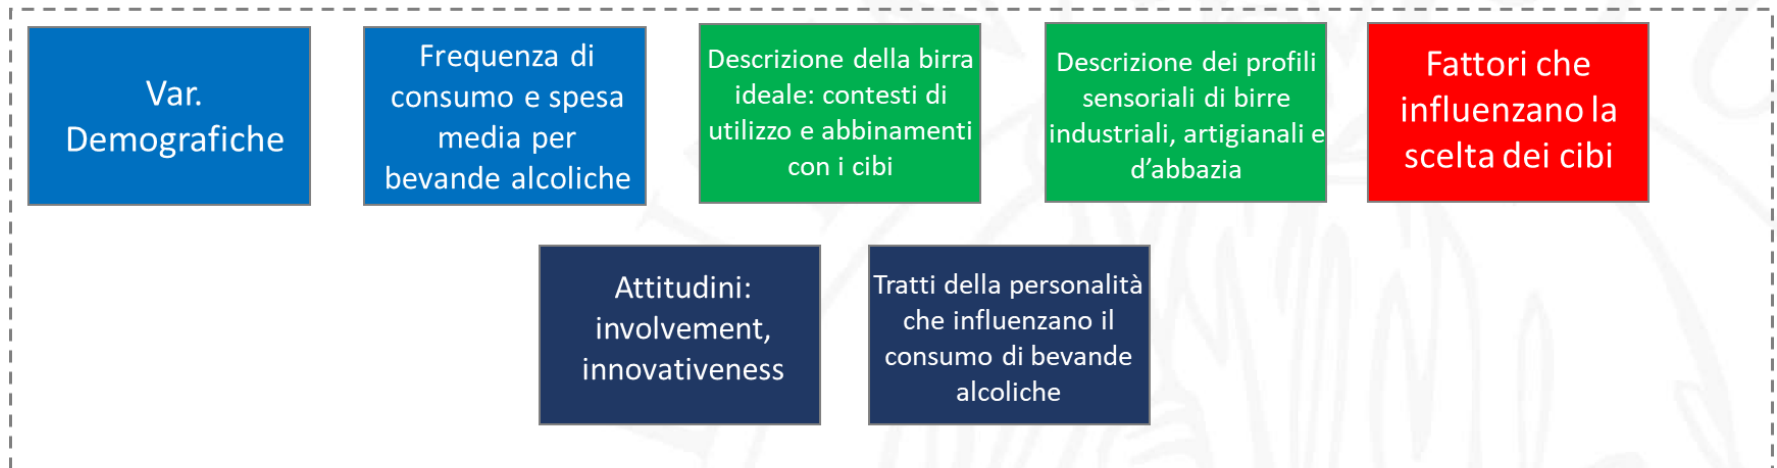 Var.
Demografiche
Frequenza di
consumo e spesa
media per
bevande alcoliche
Descrizione della birra
ideale: contesti di
utilizzo e abbinamenti
con i cibi
Descrizione dei profili
sensoriali di birre
industriali, artigianali e
d'abbazia
Fattori che
influenzano la
scelta dei cibi
Attitudini:
involvement,
innovativeness
Tratti della personalità
che influenzano il
consumo di bevande
alcoliche